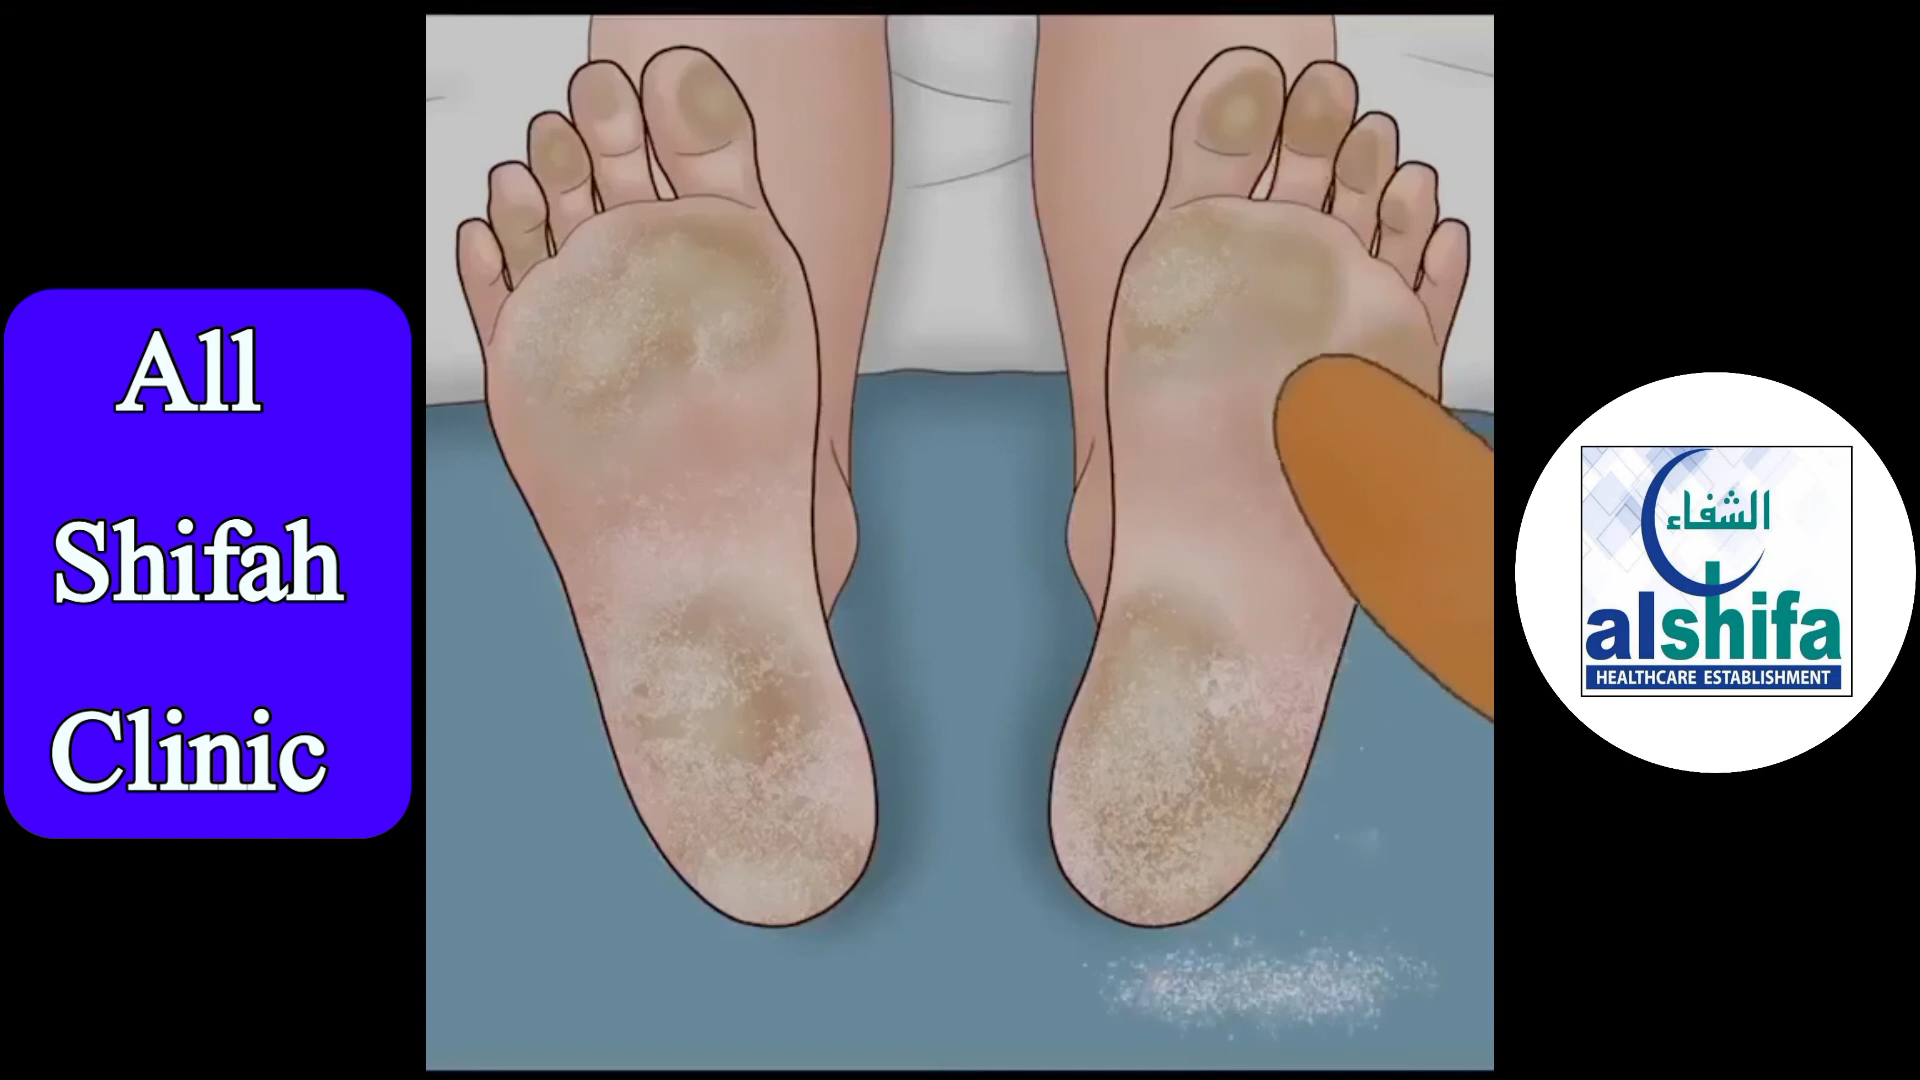 All
Shifah
Clinic
الشفاء
alshifa
HEALTHCARE ESTABLISHMENT